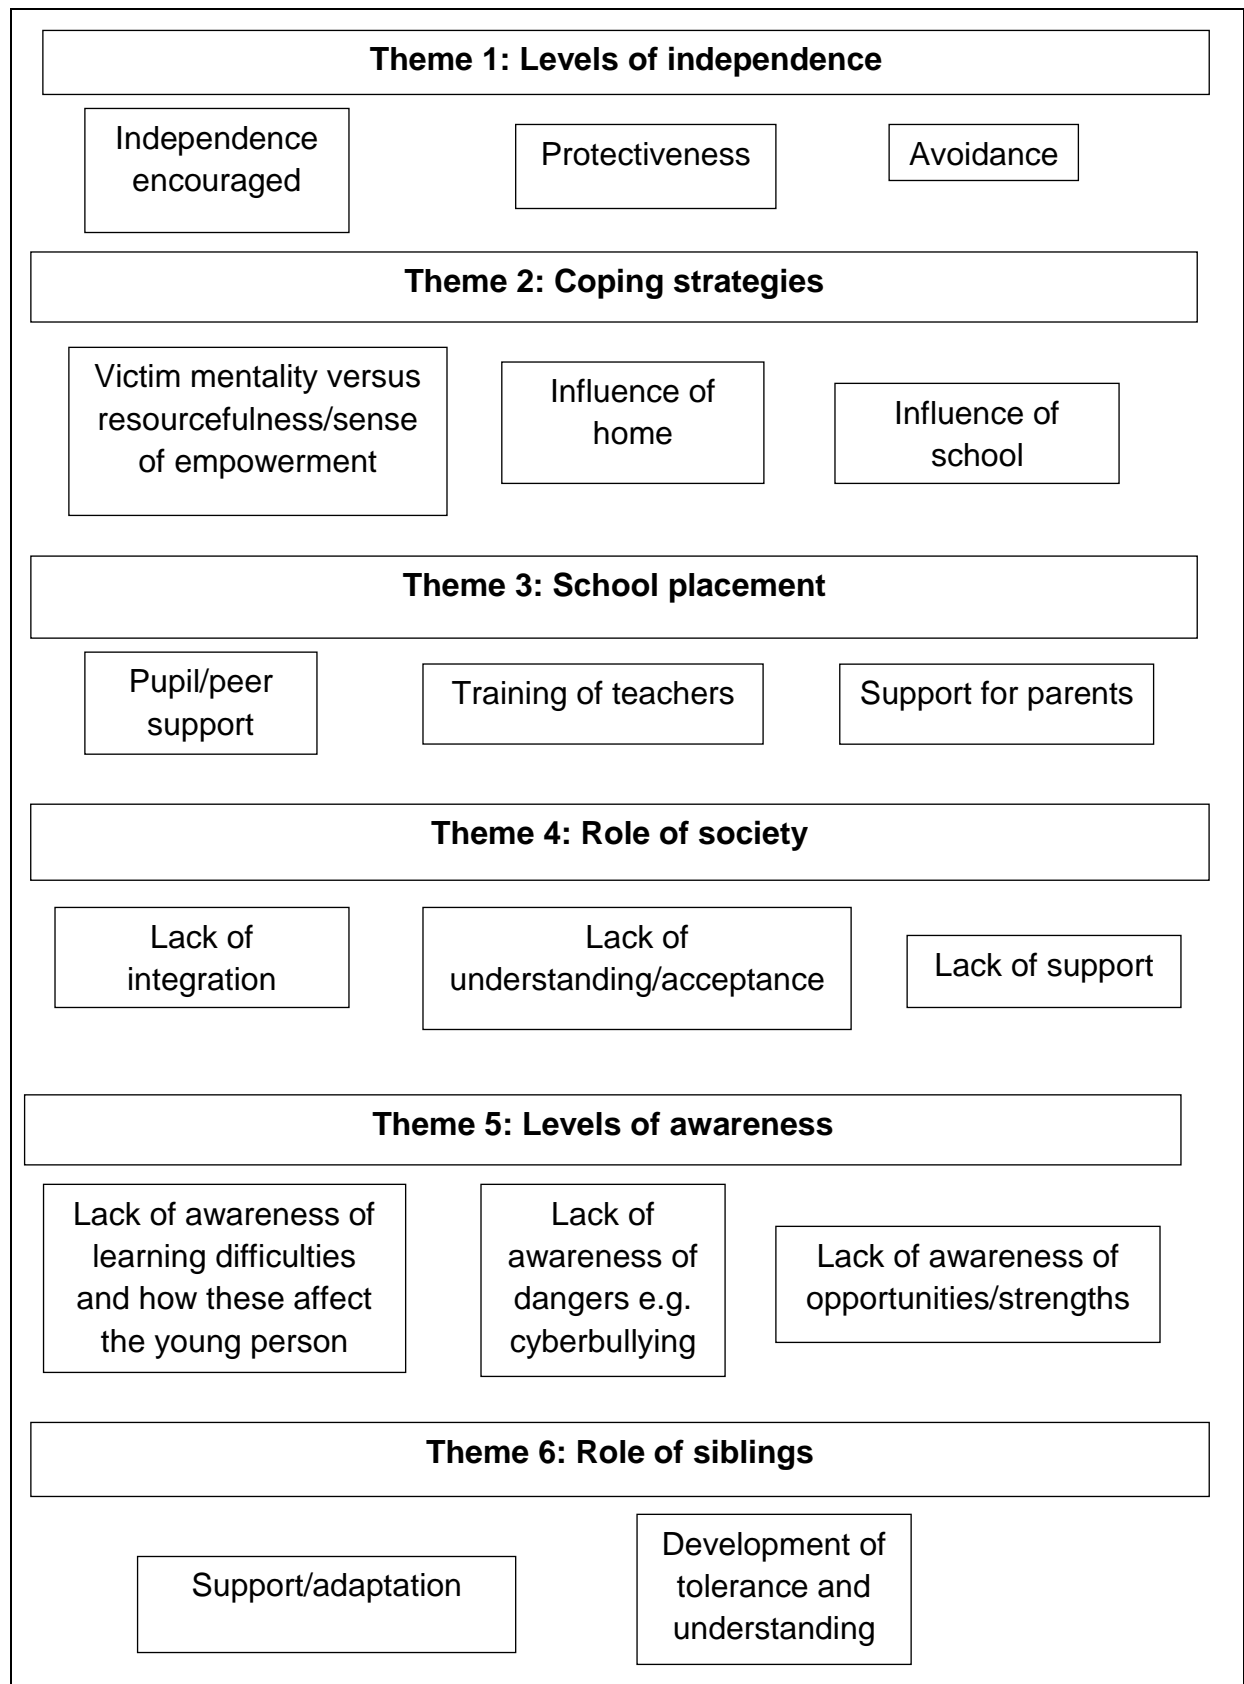 Theme 1: Levels of independence
Independence
encouraged
Protectiveness
Avoidance
Theme 2: Coping strategies
Victim mentality versus
resourcefulness/sense
of empowerment
Influence of
home
Influence of
school
Theme 3: School placement
Pupil/peer
support
Training of teachers
Support for parents
Theme 4: Role of society
Lack of
integration
Lack of
understanding/acceptance
Lack of support
Theme 5: Levels of awareness
Lack of awareness of
learning difficulties
and how these affect
the young person
Lack of
awareness of
dangers e.g.
cyberbullying
Lack of awareness of
opportunities/strengths
Theme 6: Role of siblings
Support/adaptation
Development of
tolerance and
understanding